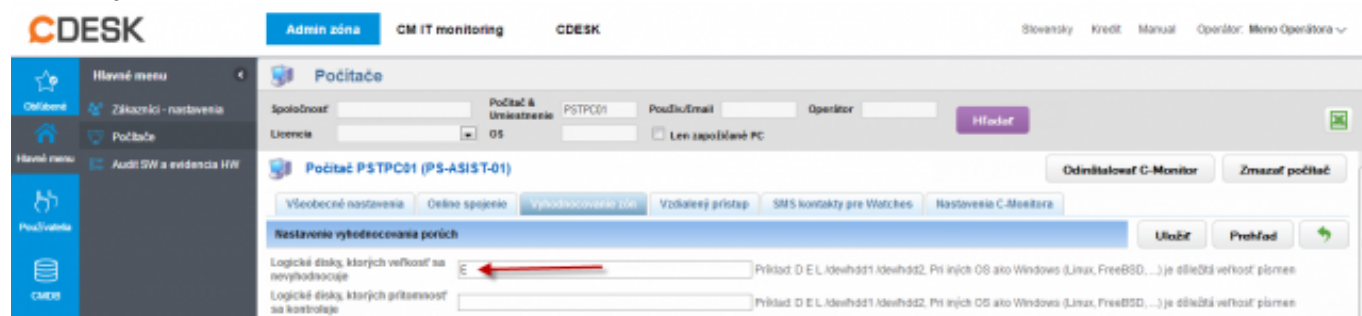 CDESK
Admin zóna CM IT monitoring CDESK Slovensky Kredit Manual Operátor: Meno Operátora
Obľúbené
Hlavné menu
Používatelia
CMDB
Hlavné menu
Zákazníci - nastavenia
Počítače
Audit SW a evidencia HW
Počítače
Spoločnosť Počítač & Umiestnenie PSTPC01 Použív/Email Operátor Hľadať
Licencia OS Len zapožičané PC
Počítač PSTPC01 (PS-ASIST-01) Odinštalovať C-Monitor Zmazať počítač
Všeobecné nastavenia Online spojenie Vyhodnocovanie zón Vzdialený prístup SMS kontakty pre Watches Nastavenia C-Monitora
Nastavenie vyhodnocovania porúch Uložiť Prehľad
Logické disky, ktorých veľkosť sa nevyhodnocuje E Príklad: D E L /dev/hdd1 /dev/hdd2, Pri iných OS ako Windows (Linux, FreeBSD, ...) je dôležitá veľkosť písmen
Logické disky, ktorých prítomnosť sa kontroluje Príklad: D E L /dev/hdd1 /dev/hdd2, Pri iných OS ako Windows (Linux, FreeBSD, ...) je dôležitá veľkosť písmen